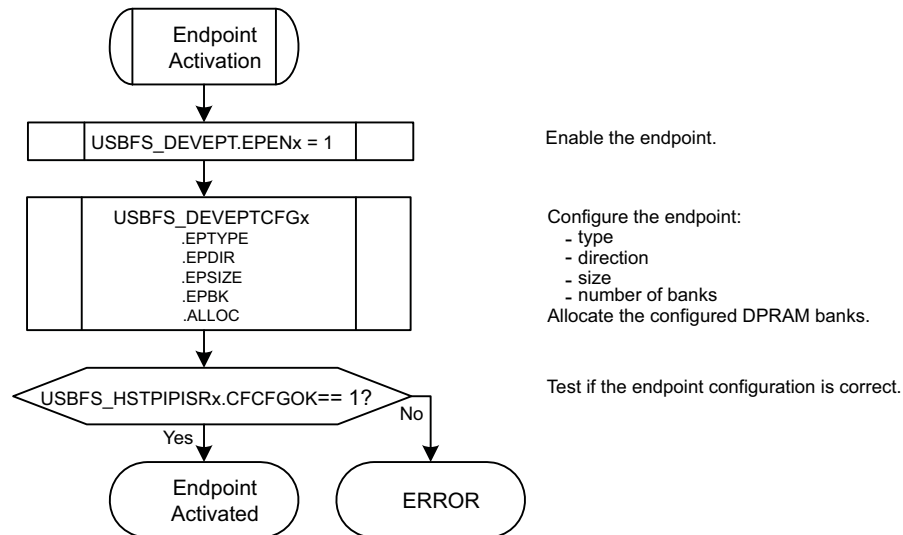 Endpoint
Activation
USBFS_DEVEPT.EPENx = 1
Enable the endpoint.
USBFS_DEVEPTCFGx
.EPTYPE
.EPDIR
.EPSIZE
.EPBK
.ALLOC
Configure the endpoint:
- type
- direction
- size
- number of banks
Allocate the configured DPRAM banks.
USBFS_HSTPIPISRx.CFCFGOK== 1?
Test if the endpoint configuration is correct.
No
Yes
Endpoint
Activated
ERROR